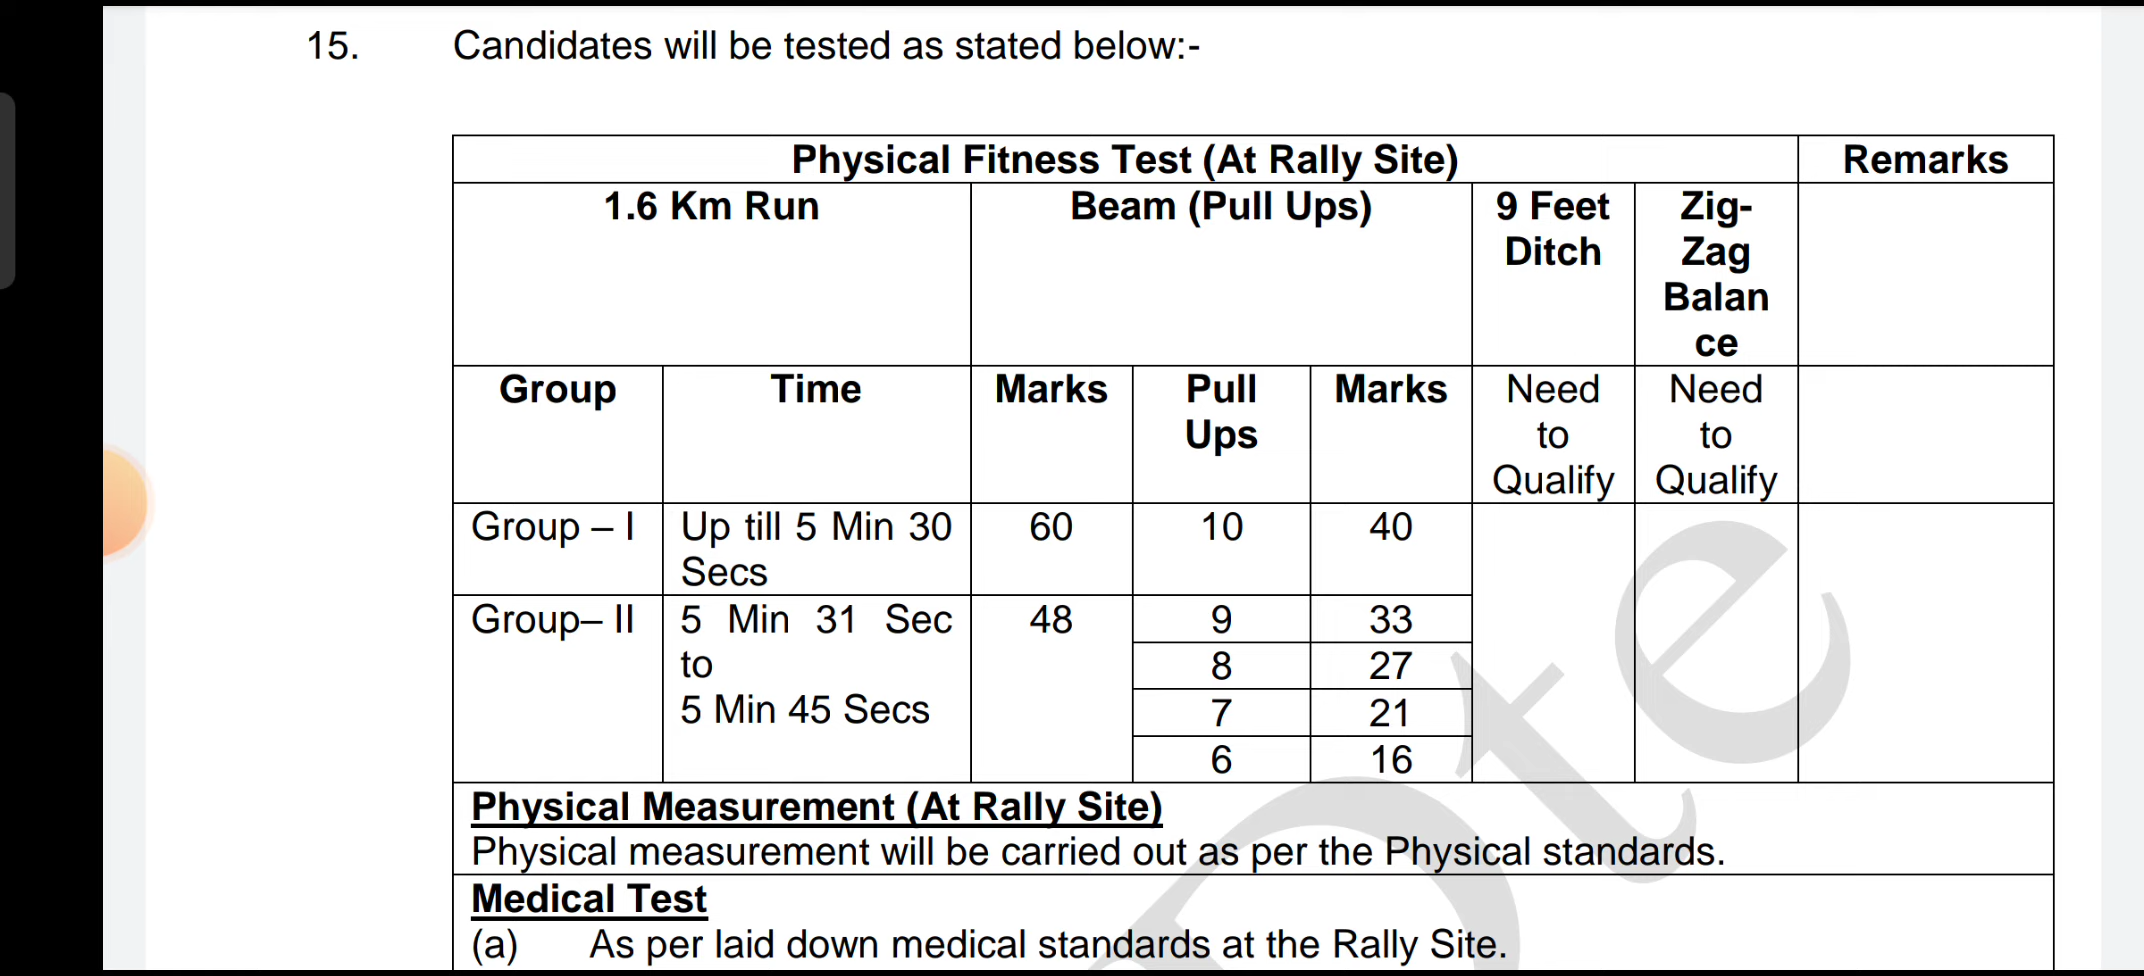 15. Candidates will be tested as stated below:-
Physical Fitness Test (At Rally Site) Remarks
1.6 Km Run Beam (Pull Ups) 9 Feet Zig-
Ditch Zag
Balan
ce
Group Time Marks Pull Marks Need Need
Ups to to
Qualify Qualify
Group – I Up till 5 Min 30 60 10 40
Secs
Group– II 5 Min 31 Sec 48 9 33
to 8 27
5 Min 45 Secs 7 21
6 16
Physical Measurement (At Rally Site)
Physical measurement will be carried out as per the Physical standards.
Medical Test
(a) As per laid down medical standards at the Rally Site.